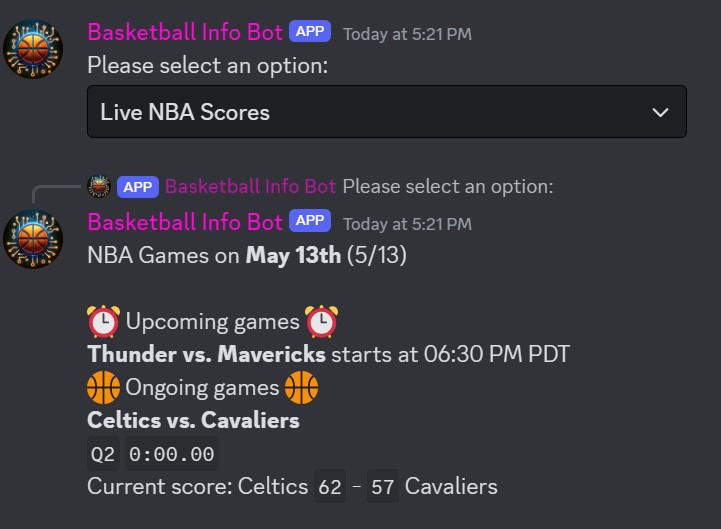 Basketball Info Bot APP Today at 5:21 PM
Please select an option:
Live NBA Scores
APP Basketball Info Bot Please select an option:
Basketball Info Bot APP Today at 5:21 PM
NBA Games on May 13th (5/13)
⏰ Upcoming games ⏰
Thunder vs. Mavericks starts at 06:30 PM PDT
🏀 Ongoing games 🏀
Celtics vs. Cavaliers
Q2 0:00.00
Current score: Celtics 62 - 57 Cavaliers